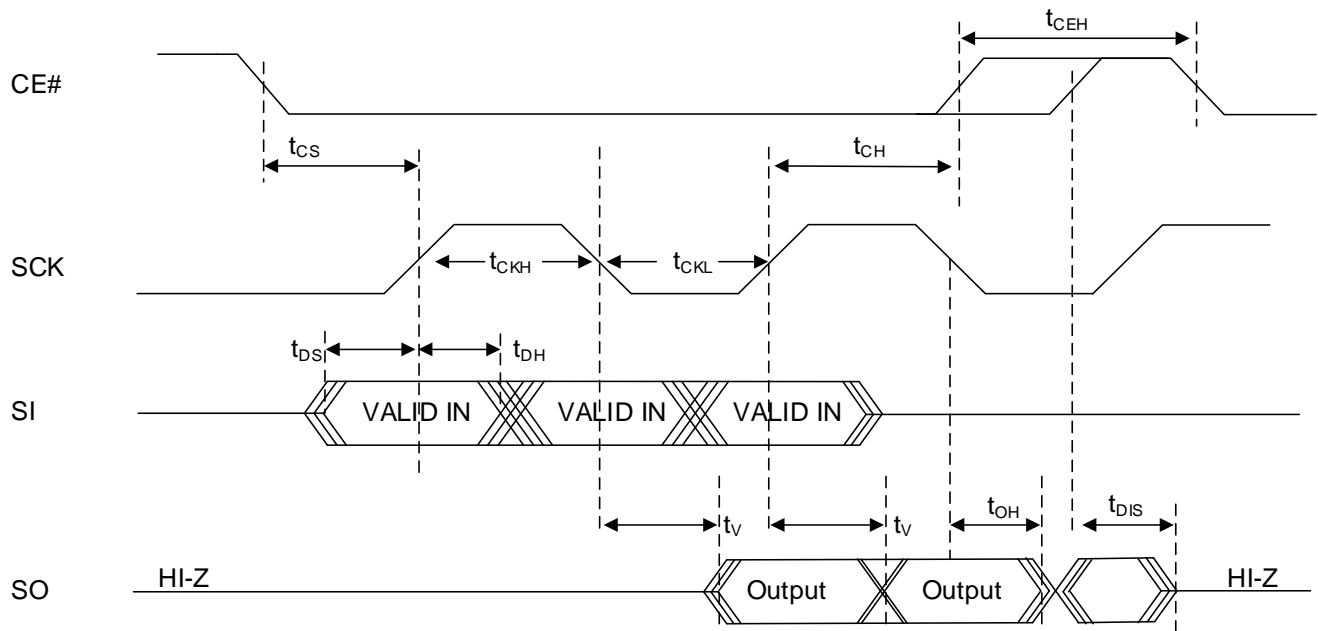 tCEH
CE#
tCS
tCH
SCK
tCKH
tCKL
tDS
tDH
SI
VALID IN
VALID IN
VALID IN
tV
tV
tOH
tDIS
SO
HI-Z
Output
Output
HI-Z